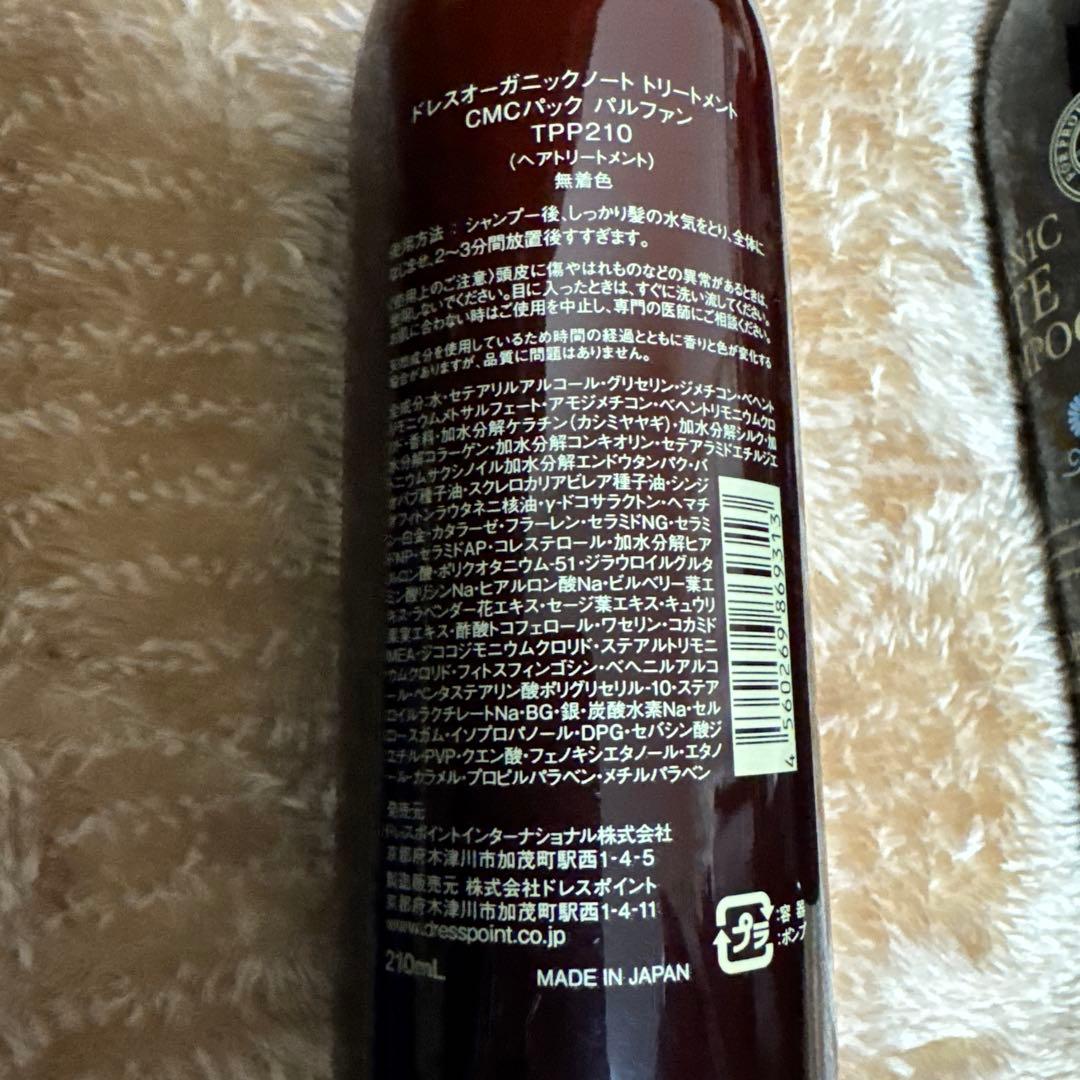 ドレスオーガニックノート トリートメント
CMCパック パルファン
TPP210
(ヘアトリートメント)
無着色
使用方法：シャンプー後、しっかり髪の水気をとり、全体に
なじませ、2〜3分間放置後すすぎます。
〈使用上のご注意〉頭皮に傷やはれものなどの異常があるときは、
使用しないでください。目に入ったときは、すぐに洗い流してください。
お肌に合わない時はご使用を中止し、専門の医師にご相談ください。
成分を使用しているため時間の経過とともに香りと色が変化する
場合がありますが、品質に問題はありません。
全成分:水・セテアリルアルコール・グリセリン・ジメチコン・ベヘント
リモニウムメトサルフェート・アモジメチコン・ベヘントリモニウムクロ
リド・香料・加水分解ケラチン(カシミヤヤギ)・加水分解シルク・加
水分解コラーゲン・加水分解コンキオリン・セテアラミドエチルジエ
トニウムサクシノイル加水分解エンドウタンパク・バ
オバブ種子油・スクレロカリアビレア種子油・シンジ
オフィトンラウタネニ核油・γ-ドコサラクトン・ヘマチ
ン・白金・カタラーゼ・フラーレン・セラミドNG・セラミ
ドNP・セラミドAP・コレステロール・加水分解ヒア
ルロン酸・ポリクオタニウム-51・ジラウロイルグルタ
ミン酸リシンNa・ヒアルロン酸Na・ビルベリー葉エ
キス・ラベンダー花エキス・セージ葉エキス・キュウリ
果実エキス・酢酸トコフェロール・ワセリン・コカミド
MEA・ジココジモニウムクロリド・ステアルトリモニ
ウムクロリド・フィトスフィンゴシン・ベヘニルアルコ
ール・ペンタステアリン酸ポリグリセリル-10・ステア
ロイルラクチレートNa・BG・銀・炭酸水素Na・セル
ロースガム・イソプロパノール・DPG・セバシン酸ジ
エチル・PVP・クエン酸・フェノキシエタノール・エタノ
ール・カラメル・プロピルパラベン・メチルパラベン
4 560269 869313
発売元
ドレスポイントインターナショナル株式会社
京都府木津川市加茂町駅西1-4-5
製造販売元 株式会社ドレスポイント
京都府木津川市加茂町駅西1-4-11
www.dresspoint.co.jp
210mL
MADE IN JAPAN
プラ
:容器
:ポンプ